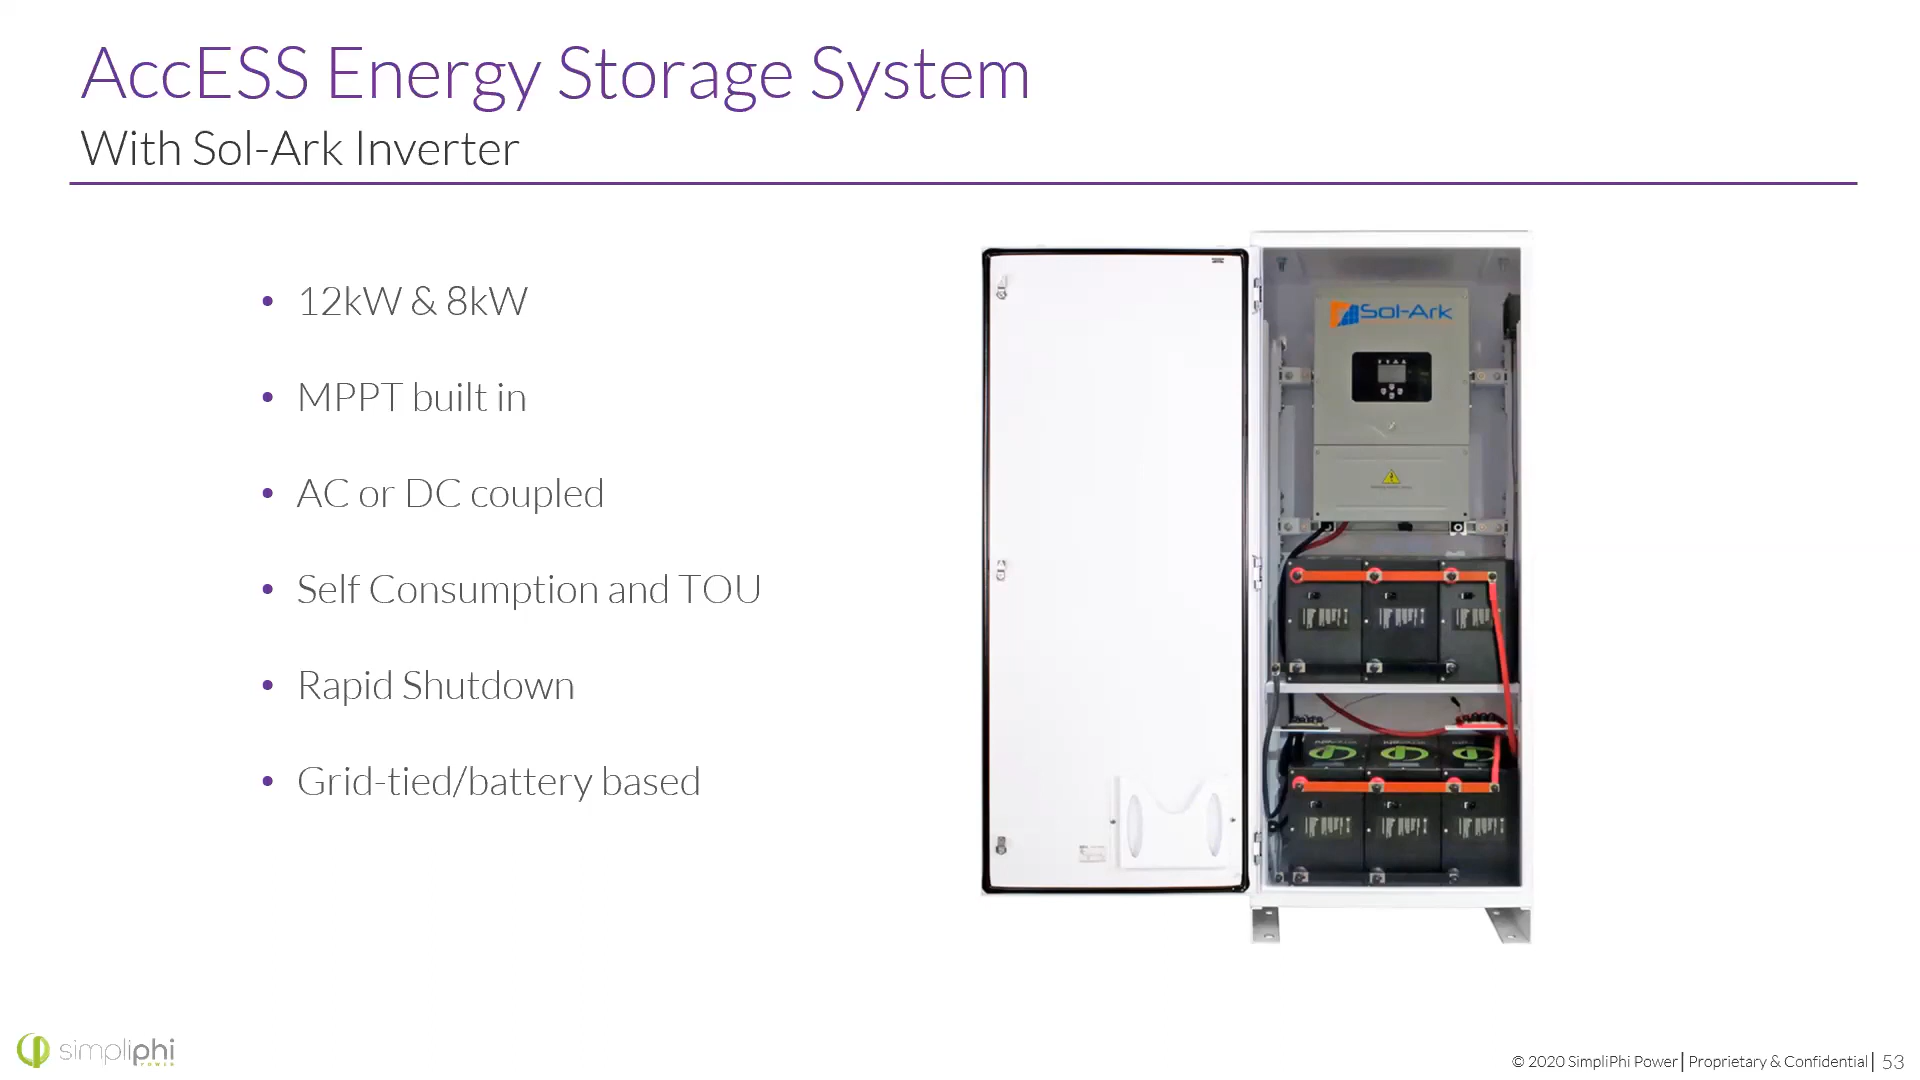 AccESS Energy Storage System
With Sol-Ark Inverter
• 12kW & 8kW
• MPPT built in
• AC or DC coupled
• Self Consumption and TOU
• Rapid Shutdown
• Grid-tied/battery based
Sol-Ark
simpliphi
POWER
© 2020 SimpliPhi Power| Proprietary & Confidential| 53